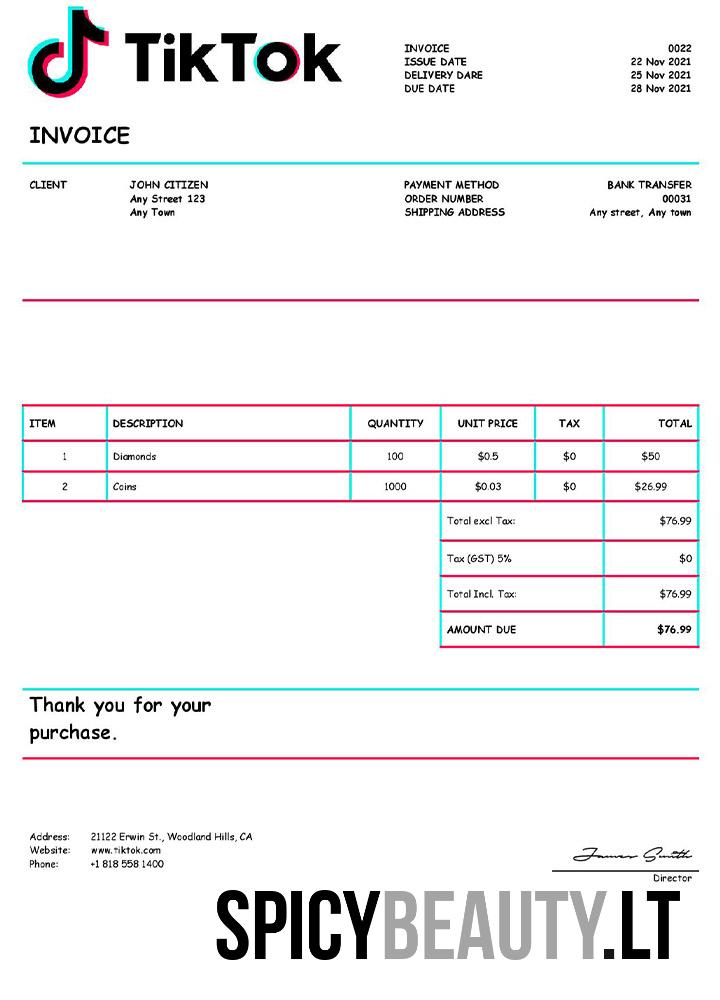 TikTok
INVOICE 0022
ISSUE DATE 22 Nov 2021
DELIVERY DARE 25 Nov 2021
DUE DATE 28 Nov 2021
INVOICE
CLIENT JOHN CITIZEN PAYMENT METHOD BANK TRANSFER
Any Street 123 ORDER NUMBER 00031
Any Town SHIPPING ADDRESS Any street, Any town
ITEM DESCRIPTION QUANTITY UNIT PRICE TAX TOTAL
1 Diamonds 100 $0.5 $0 $50
2 Coins 1000 $0.03 $0 $26.99
Total excl Tax: $76.99
Tax (GST) 5% $0
Total Incl. Tax: $76.99
AMOUNT DUE $76.99
Thank you for your
purchase.
Address: 21122 Erwin St., Woodland Hills, CA
Website: www.tiktok.com
Phone: +1 818 558 1400
James Smith
Director
SPICYBEAUTY.LT